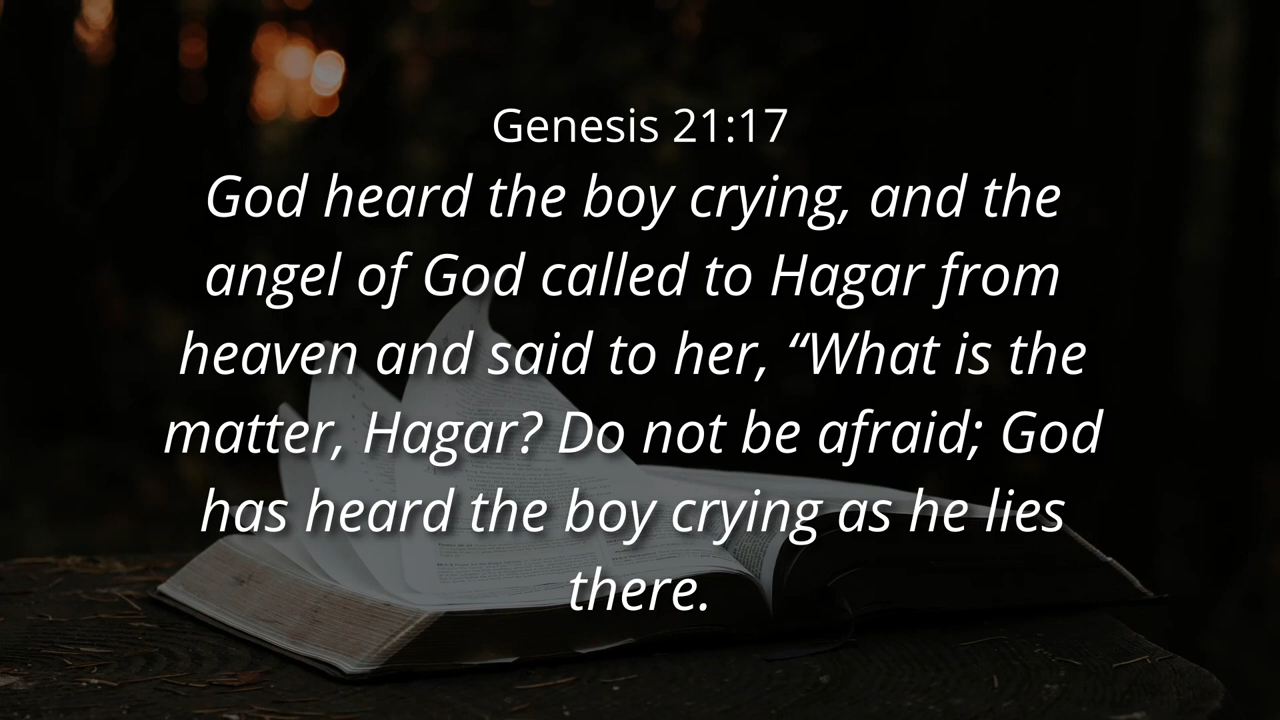 Genesis 21:17
God heard the boy crying, and the
angel of God called to Hagar from
heaven and said to her, “What is the
matter, Hagar? Do not be afraid; God
has heard the boy crying as he lies
there.